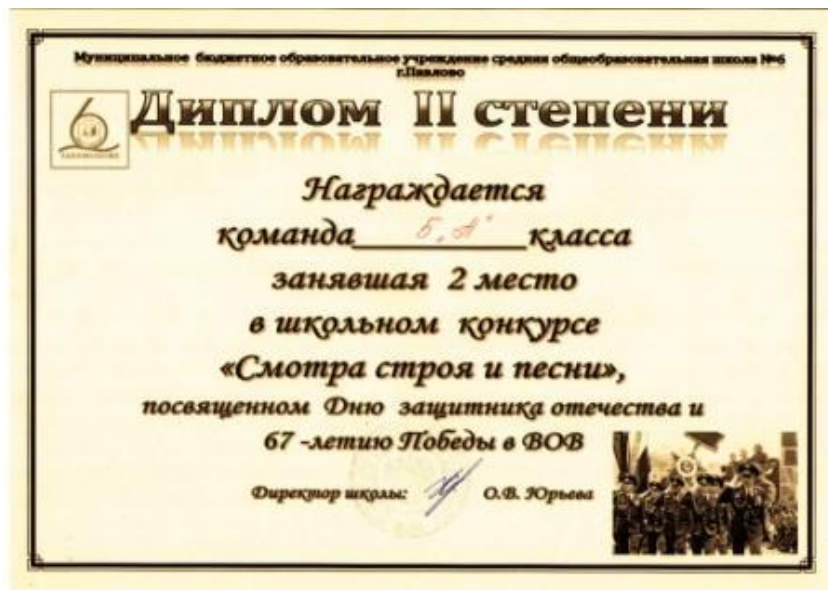 Муниципальное бюджетное образовательное учреждение средняя общеобразовательная школа №6
г.Павлово
Диплом II степени
Награждается
команда 5 „А" класса
занявшая 2 место
в школьном конкурсе
«Смотра строя и песни»,
посвященном Дню защитника отечества и
67 -летию Победы в ВОВ
Директор школы: О.В. Юрьева